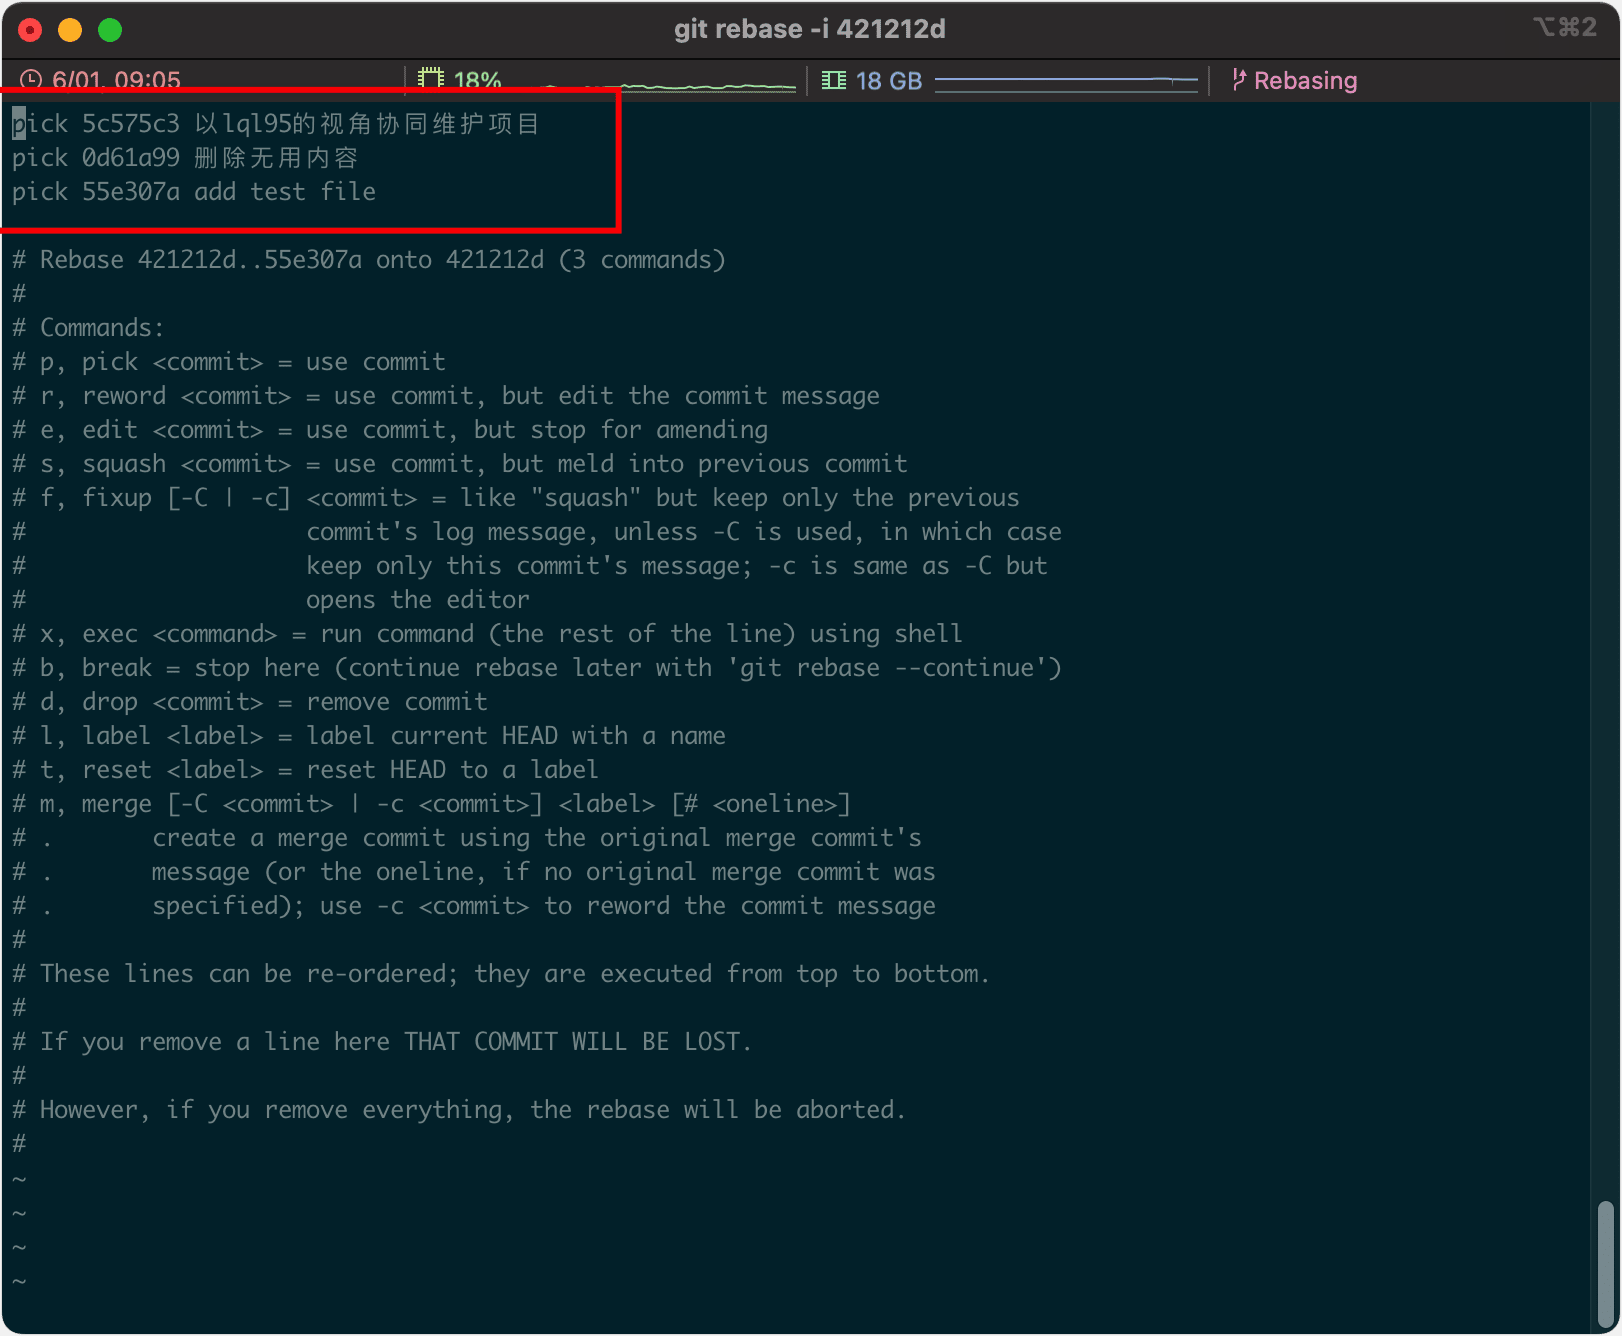 git rebase -i 421212d
⌥⌘2
6/01, 09:05
18%
18 GB
Rebasing
pick 5c575c3 以lql95的视角协同维护项目
pick 0d61a99 删除无用内容
pick 55e307a add test file
# Rebase 421212d..55e307a onto 421212d (3 commands)
#
# Commands:
# p, pick <commit> = use commit
# r, reword <commit> = use commit, but edit the commit message
# e, edit <commit> = use commit, but stop for amending
# s, squash <commit> = use commit, but meld into previous commit
# f, fixup [-C | -c] <commit> = like "squash" but keep only the previous
#                    commit's log message, unless -C is used, in which case
#                    keep only this commit's message; -c is same as -C but
#                    opens the editor
# x, exec <command> = run command (the rest of the line) using shell
# b, break = stop here (continue rebase later with 'git rebase --continue')
# d, drop <commit> = remove commit
# l, label <label> = label current HEAD with a name
# t, reset <label> = reset HEAD to a label
# m, merge [-C <commit> | -c <commit>] <label> [# <oneline>]
# .       create a merge commit using the original merge commit's
# .       message (or the oneline, if no original merge commit was
# .       specified); use -c <commit> to reword the commit message
#
# These lines can be re-ordered; they are executed from top to bottom.
#
# If you remove a line here THAT COMMIT WILL BE LOST.
#
# However, if you remove everything, the rebase will be aborted.
#
~
~
~
~